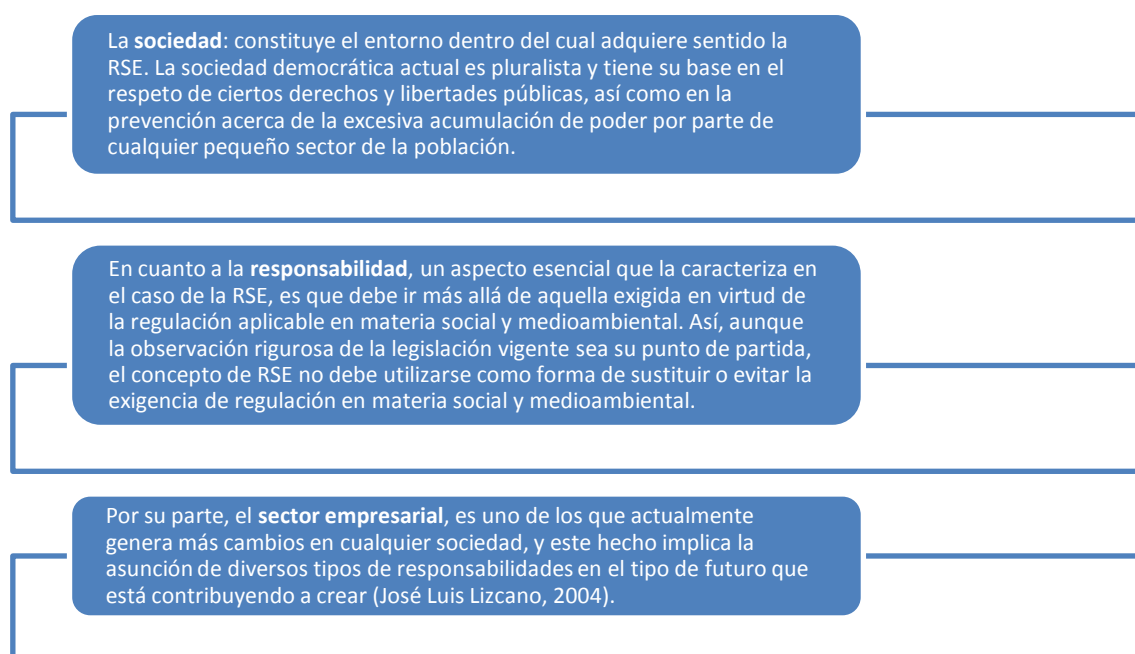 La sociedad: constituye el entorno dentro del cual adquiere sentido la
RSE. La sociedad democrática actual es pluralista y tiene su base en el
respeto de ciertos derechos y libertades públicas, así como en la
prevención acerca de la excesiva acumulación de poder por parte de
cualquier pequeño sector de la población.
En cuanto a la responsabilidad, un aspecto esencial que la caracteriza en
el caso de la RSE, es que debe ir más allá de aquella exigida en virtud de
la regulación aplicable en materia social y medioambiental. Así, aunque
la observación rigurosa de la legislación vigente sea su punto de partida,
el concepto de RSE no debe utilizarse como forma de sustituir o evitar la
exigencia de regulación en materia social y medioambiental.
Por su parte, el sector empresarial, es uno de los que actualmente
genera más cambios en cualquier sociedad, y este hecho implica la
asunción de diversos tipos de responsabilidades en el tipo de futuro que
está contribuyendo a crear (José Luis Lizcano, 2004).